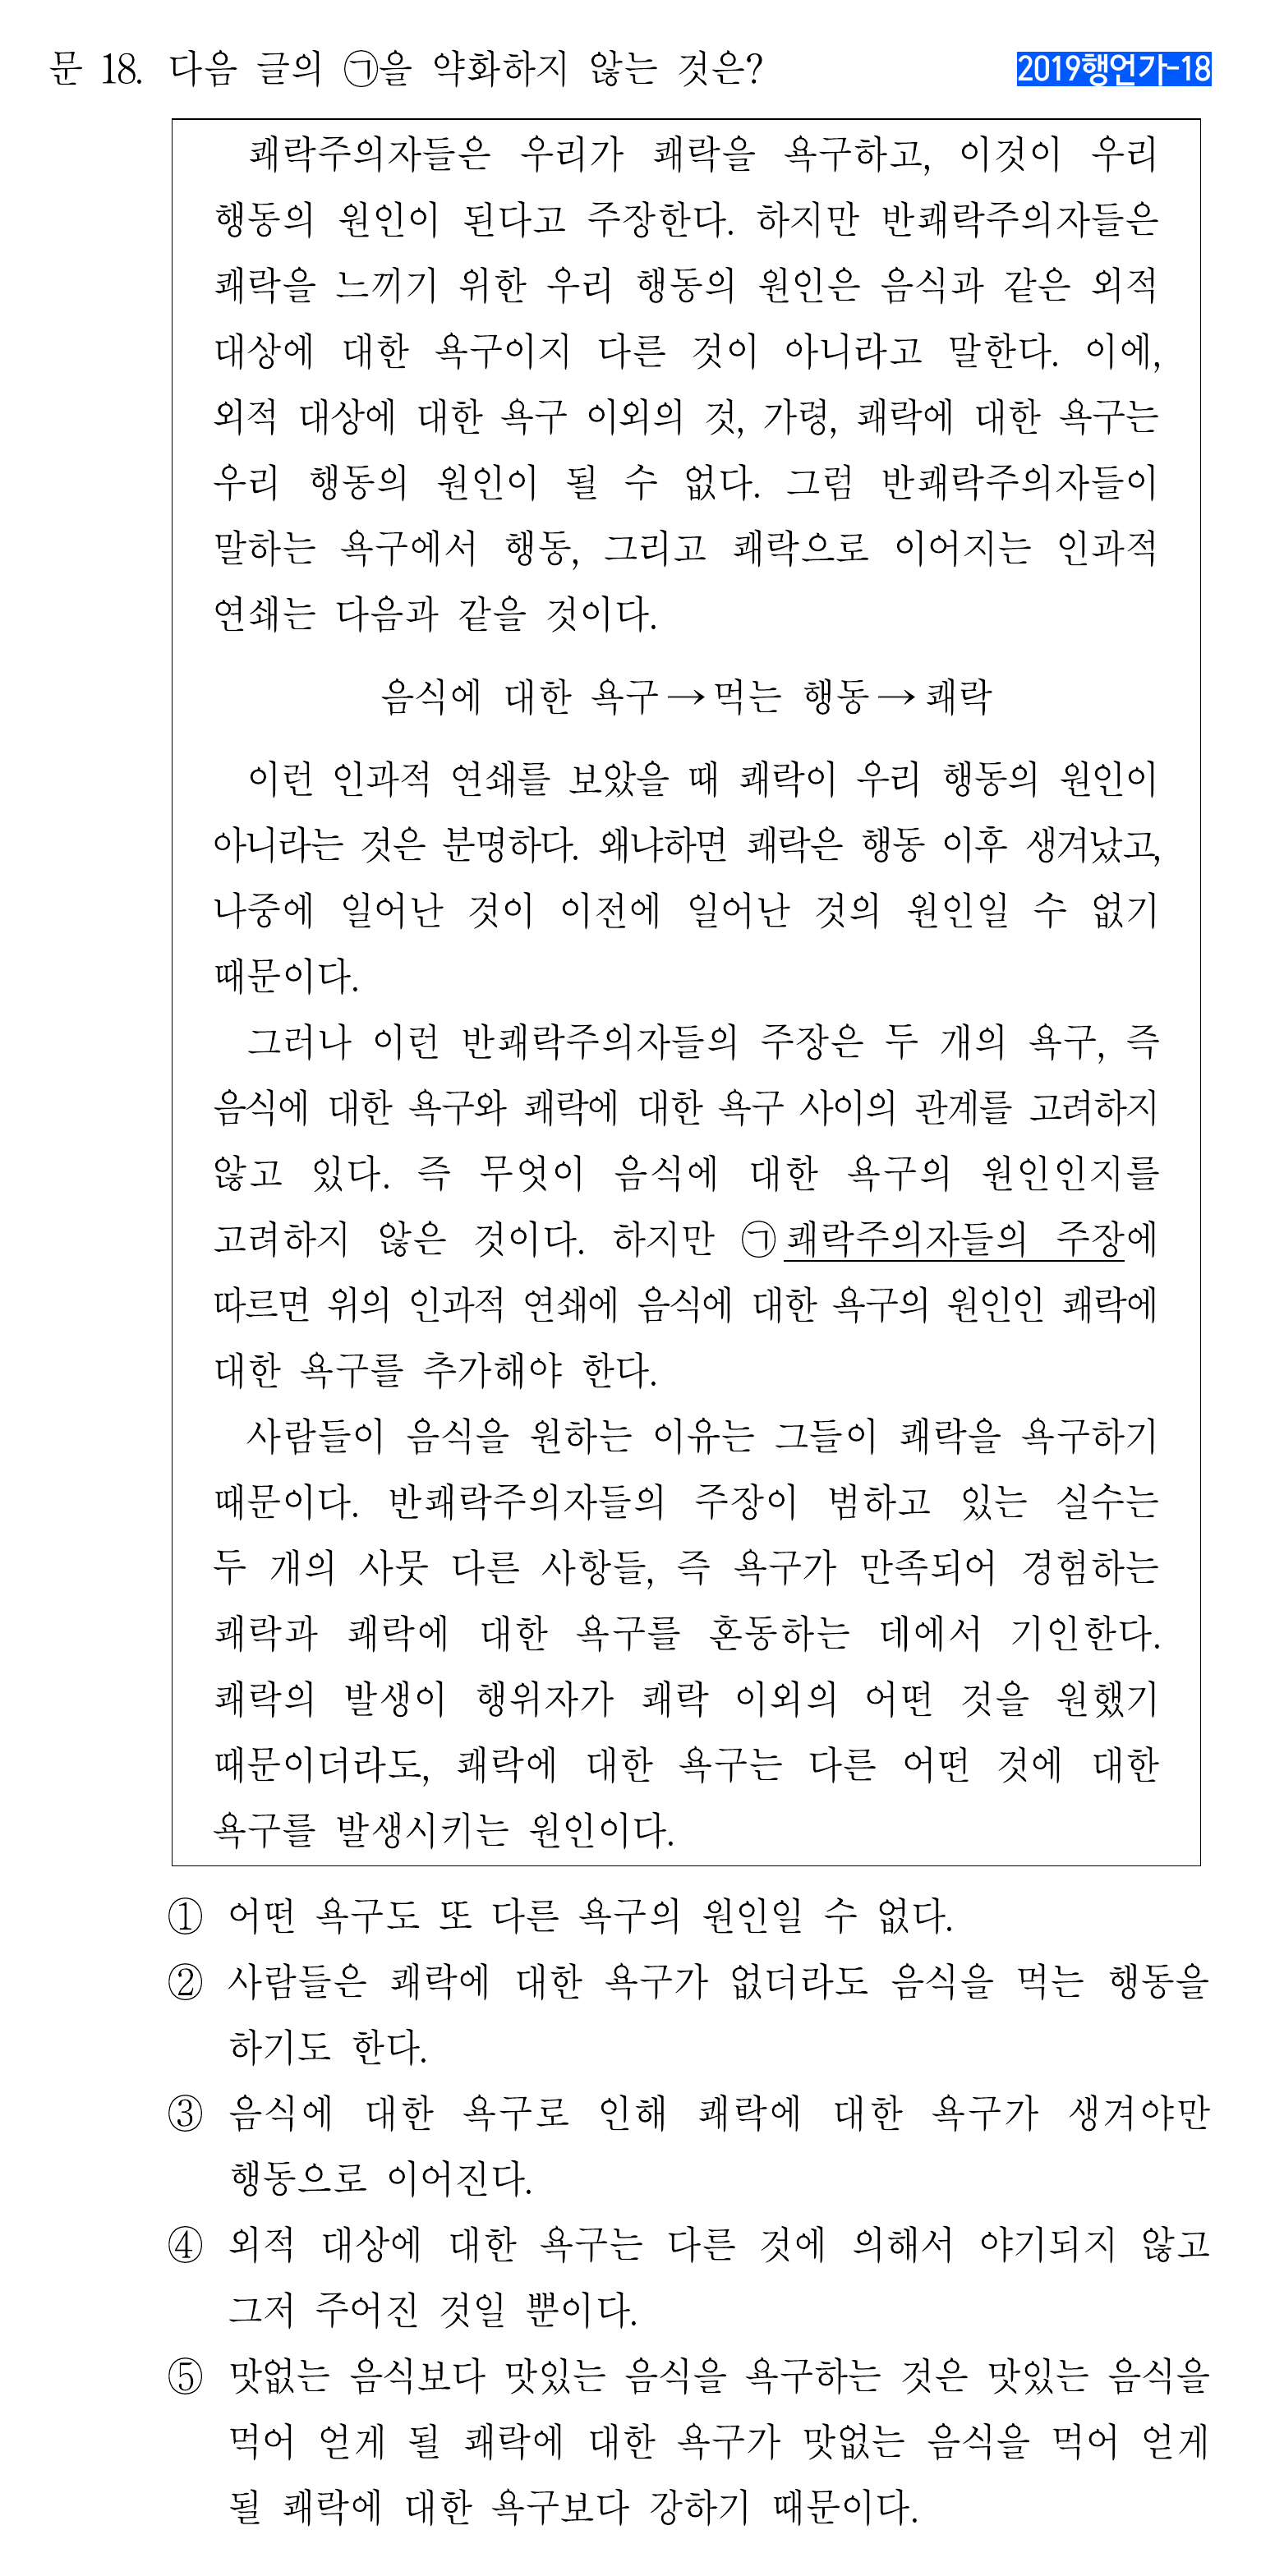 문 18. 다음 글의 ㉠을 약화하지 않는 것은?
2019행언가-18
쾌락주의자들은 우리가 쾌락을 욕구하고, 이것이 우리
행동의 원인이 된다고 주장한다. 하지만 반쾌락주의자들은
쾌락을 느끼기 위한 우리 행동의 원인은 음식과 같은 외적
대상에 대한 욕구이지 다른 것이 아니라고 말한다. 이에,
외적 대상에 대한 욕구 이외의 것, 가령, 쾌락에 대한 욕구는
우리 행동의 원인이 될 수 없다. 그럼 반쾌락주의자들이
말하는 욕구에서 행동, 그리고 쾌락으로 이어지는 인과적
연쇄는 다음과 같을 것이다.
음식에 대한 욕구 → 먹는 행동 → 쾌락
이런 인과적 연쇄를 보았을 때 쾌락이 우리 행동의 원인이
아니라는 것은 분명하다. 왜냐하면 쾌락은 행동 이후 생겨났고,
나중에 일어난 것이 이전에 일어난 것의 원인일 수 없기
때문이다.
그러나 이런 반쾌락주의자들의 주장은 두 개의 욕구, 즉
음식에 대한 욕구와 쾌락에 대한 욕구 사이의 관계를 고려하지
않고 있다. 즉 무엇이 음식에 대한 욕구의 원인인지를
고려하지 않은 것이다. 하지만 ㉠쾌락주의자들의 주장에
따르면 위의 인과적 연쇄에 음식에 대한 욕구의 원인인 쾌락에
대한 욕구를 추가해야 한다.
사람들이 음식을 원하는 이유는 그들이 쾌락을 욕구하기
때문이다. 반쾌락주의자들의 주장이 범하고 있는 실수는
두 개의 사뭇 다른 사항들, 즉 욕구가 만족되어 경험하는
쾌락과 쾌락에 대한 욕구를 혼동하는 데에서 기인한다.
쾌락의 발생이 행위자가 쾌락 이외의 어떤 것을 원했기
때문이더라도, 쾌락에 대한 욕구는 다른 어떤 것에 대한
욕구를 발생시키는 원인이다.
① 어떤 욕구도 또 다른 욕구의 원인일 수 없다.
② 사람들은 쾌락에 대한 욕구가 없더라도 음식을 먹는 행동을
하기도 한다.
③ 음식에 대한 욕구로 인해 쾌락에 대한 욕구가 생겨야만
행동으로 이어진다.
④ 외적 대상에 대한 욕구는 다른 것에 의해서 야기되지 않고
그저 주어진 것일 뿐이다.
⑤ 맛없는 음식보다 맛있는 음식을 욕구하는 것은 맛있는 음식을
먹어 얻게 될 쾌락에 대한 욕구가 맛없는 음식을 먹어 얻게
될 쾌락에 대한 욕구보다 강하기 때문이다.